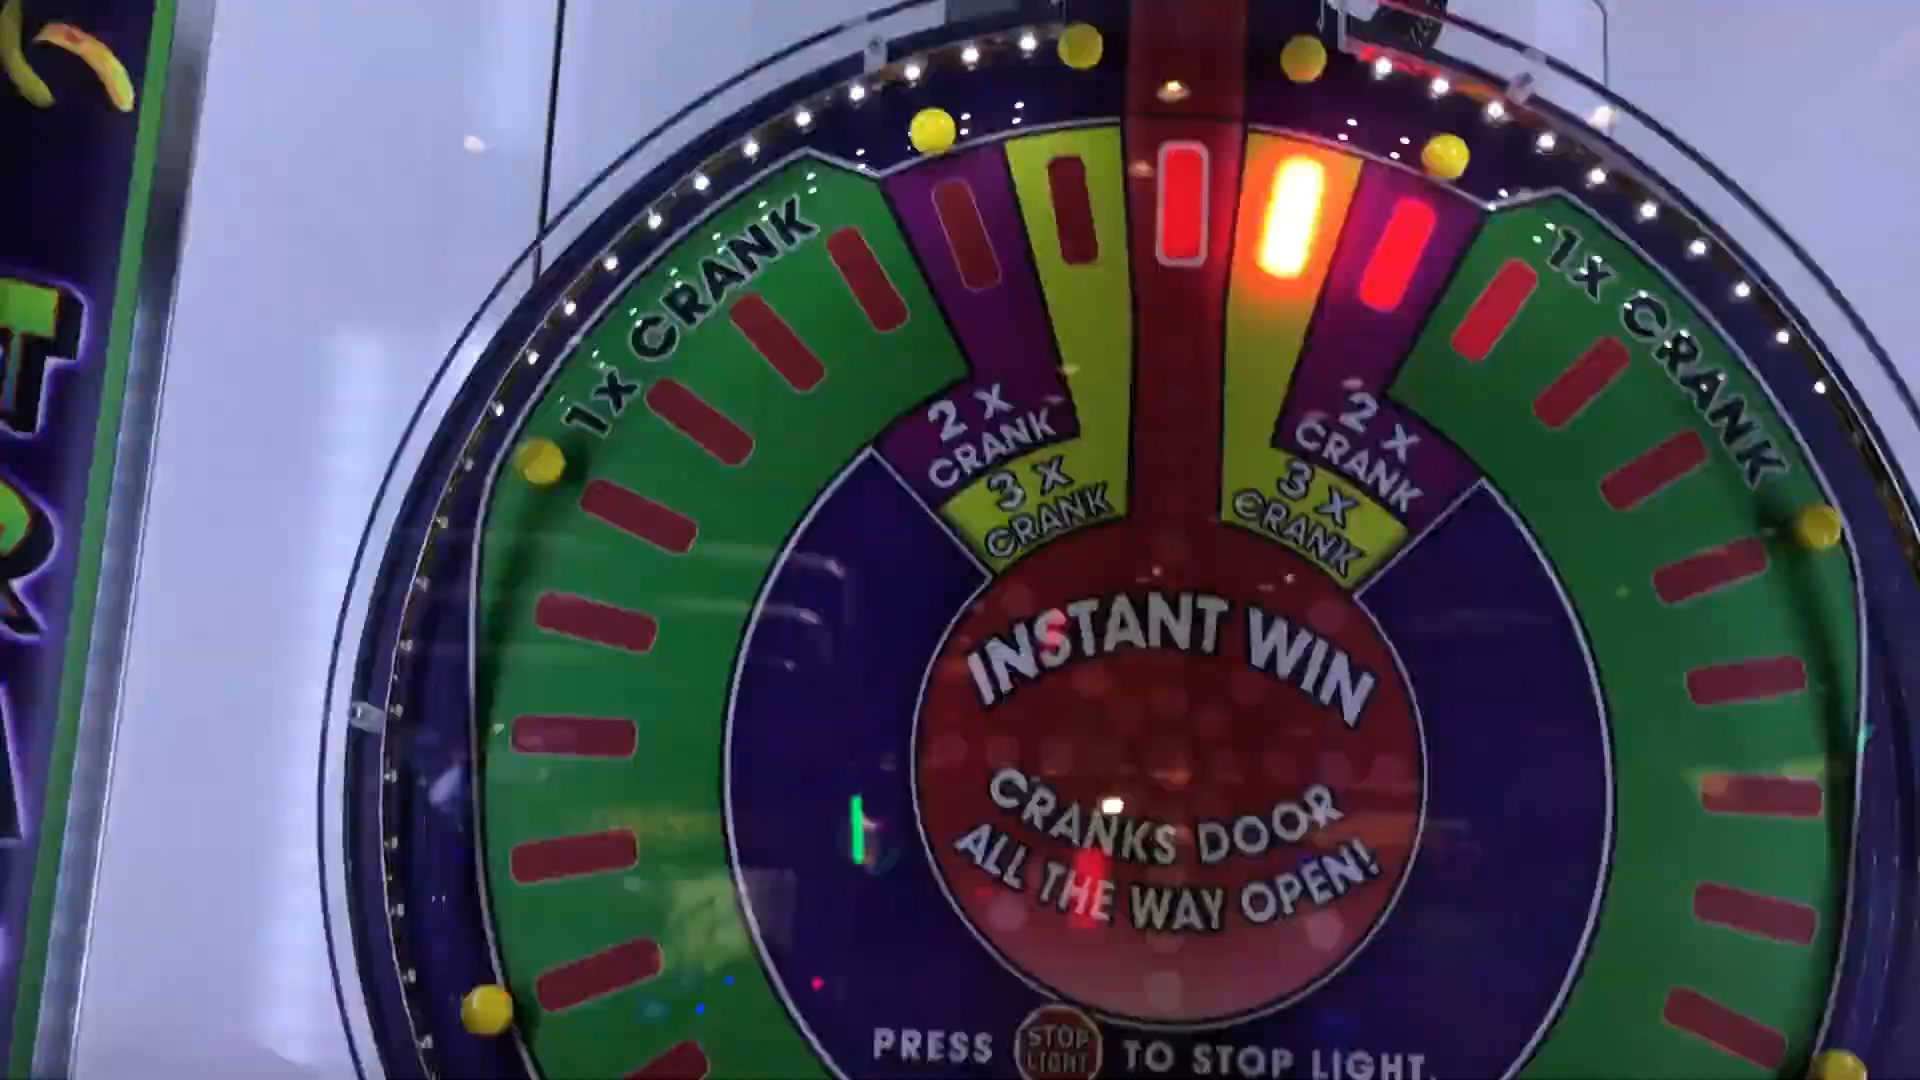 1X CRANK
1X CRANK
2 X
CRANK
2 X
CRANK
3 X
CRANK
3 X
CRANK
INSTANT WIN
CRANKS DOOR
ALL THE WAY OPEN!
PRESS STOP LIGHT TO STOP LIGHT.